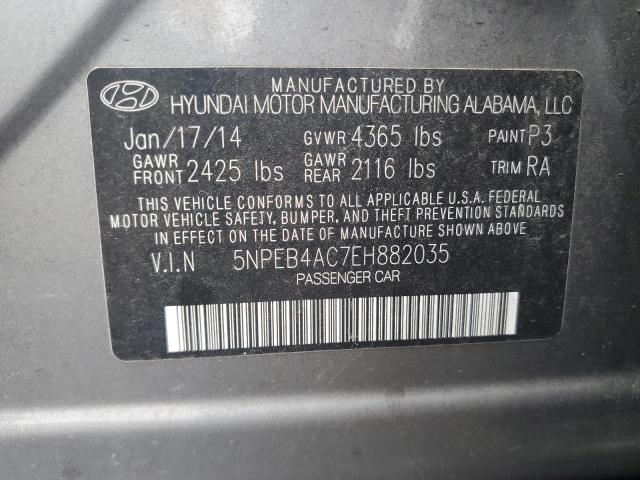 MANUFACTURED BY
HYUNDAI MOTOR MANUFACTURING ALABAMA, LLC
Jan/17/14 GVWR 4365 lbs PAINT P3
GAWR FRONT 2425 lbs GAWR REAR 2116 lbs TRIM RA
THIS VEHICLE CONFORMS TO ALL APPLICABLE U.S.A. FEDERAL
MOTOR VEHICLE SAFETY, BUMPER, AND THEFT PREVENTION STANDARDS
IN EFFECT ON THE DATE OF MANUFACTURE SHOWN ABOVE.
V.I.N 5NPEB4AC7EH882035
PASSENGER CAR